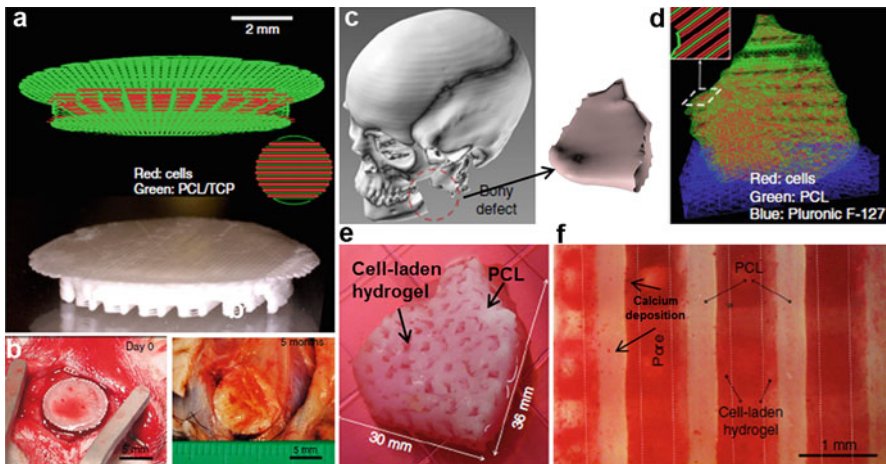 a
2 mm
Red: cells
Green: PCL/TCP
b
Day 0
5 mm
5 months
5 mm
c
Bony
defect
d
Red: cells
Green: PCL
Blue: Pluronic F-127
e
Cell-laden
hydrogel
PCL
30 mm
36 mm
f
PCL
Calcium
deposition
Pore
Cell-laden
hydrogel
1 mm